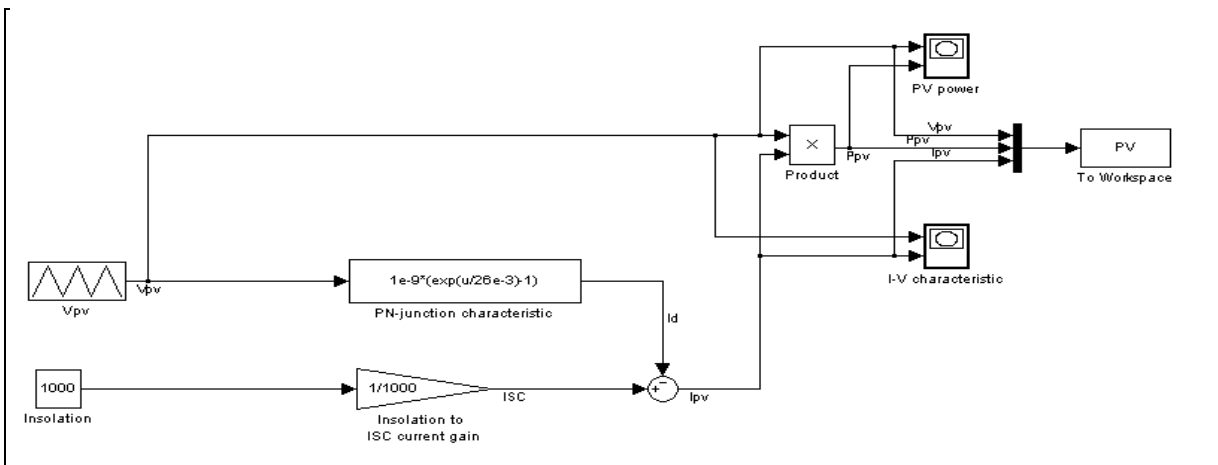 PV power
Vpv
Ppv
Ipv
×
Ppv
Product
PV
To Workspace
I-V characteristic
Vpv
Vpv
1e-9*(exp(u/26e-3)-1)
PN-junction characteristic
Id
1000
Insolation
1/1000
ISC
Insolation to
ISC current gain
+
−
Ipv